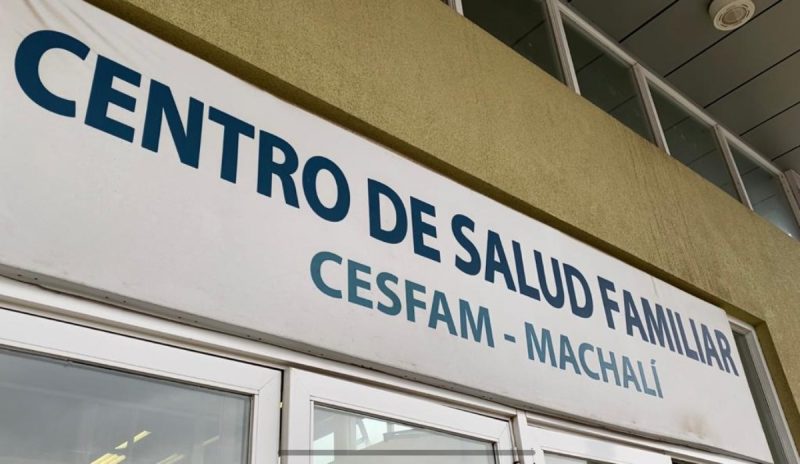 CENTRO DE SALUD FAMILIAR
CESFAM - MACHALÍ